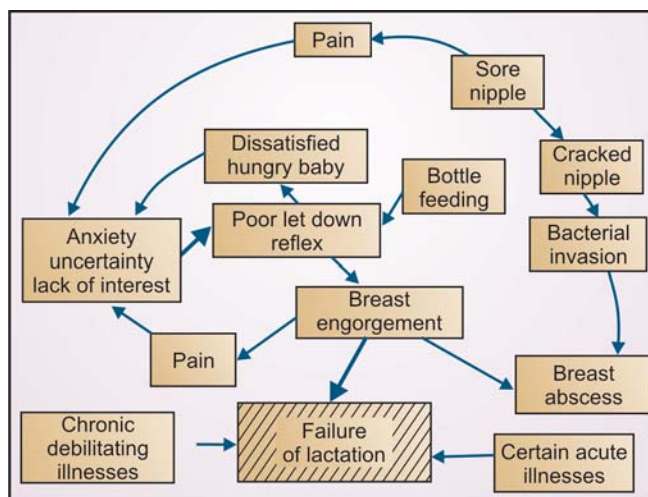 Pain
Sore
nipple
Dissatisfied
hungry baby
Cracked
nipple
Bottle
feeding
Poor let down
reflex
Anxiety
uncertainty
lack of interest
Bacterial
invasion
Breast
engorgement
Pain
Breast
abscess
Chronic
debilitating
illnesses
Failure
of lactation
Certain acute
illnesses